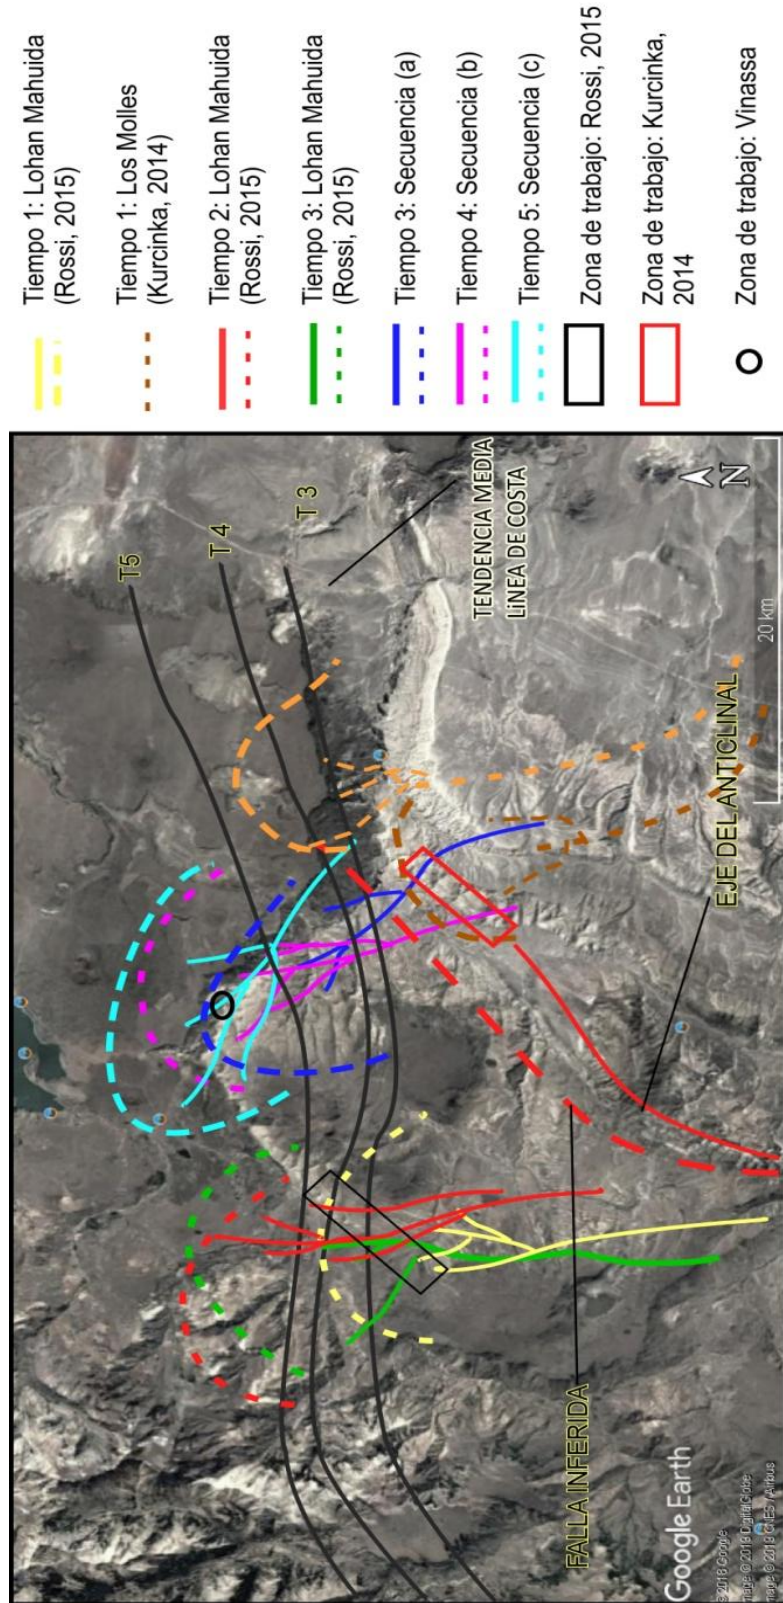 Tiempo 1: Lohan Mahuida
(Rossi, 2015)
Tiempo 1: Los Molles
(Kurcinka, 2014)
Tiempo 2: Lohan Mahuida
(Rossi, 2015)
Tiempo 3: Lohan Mahuida
(Rossi, 2015)
Tiempo 3: Secuencia (a)
Tiempo 4: Secuencia (b)
Tiempo 5: Secuencia (c)
Zona de trabajo: Rossi, 2015
Zona de trabajo: Kurcinka,
2014
Zona de trabajo: Vinassa
T5
T 4
T 3
TENDENCIA MEDIA
LíNEA DE COSTA
N
20 km
EJE DEL ANTICLINAL
FALLA INFERIDA
Google Earth
© 2018 Google